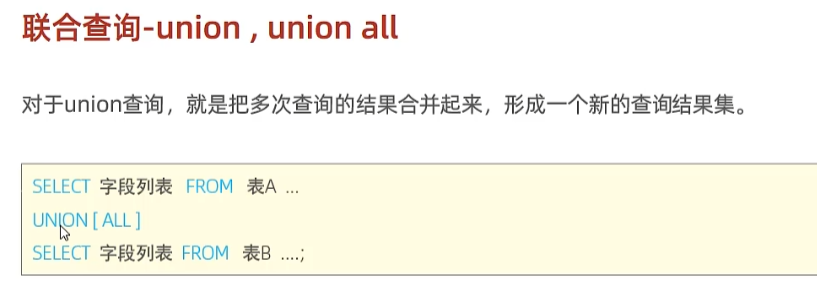 联合查询-union , union all
对于union查询，就是把多次查询的结果合并起来，形成一个新的查询结果集。
SELECT 字段列表 FROM 表A ...
UNION [ ALL ]
SELECT 字段列表 FROM 表B ....;